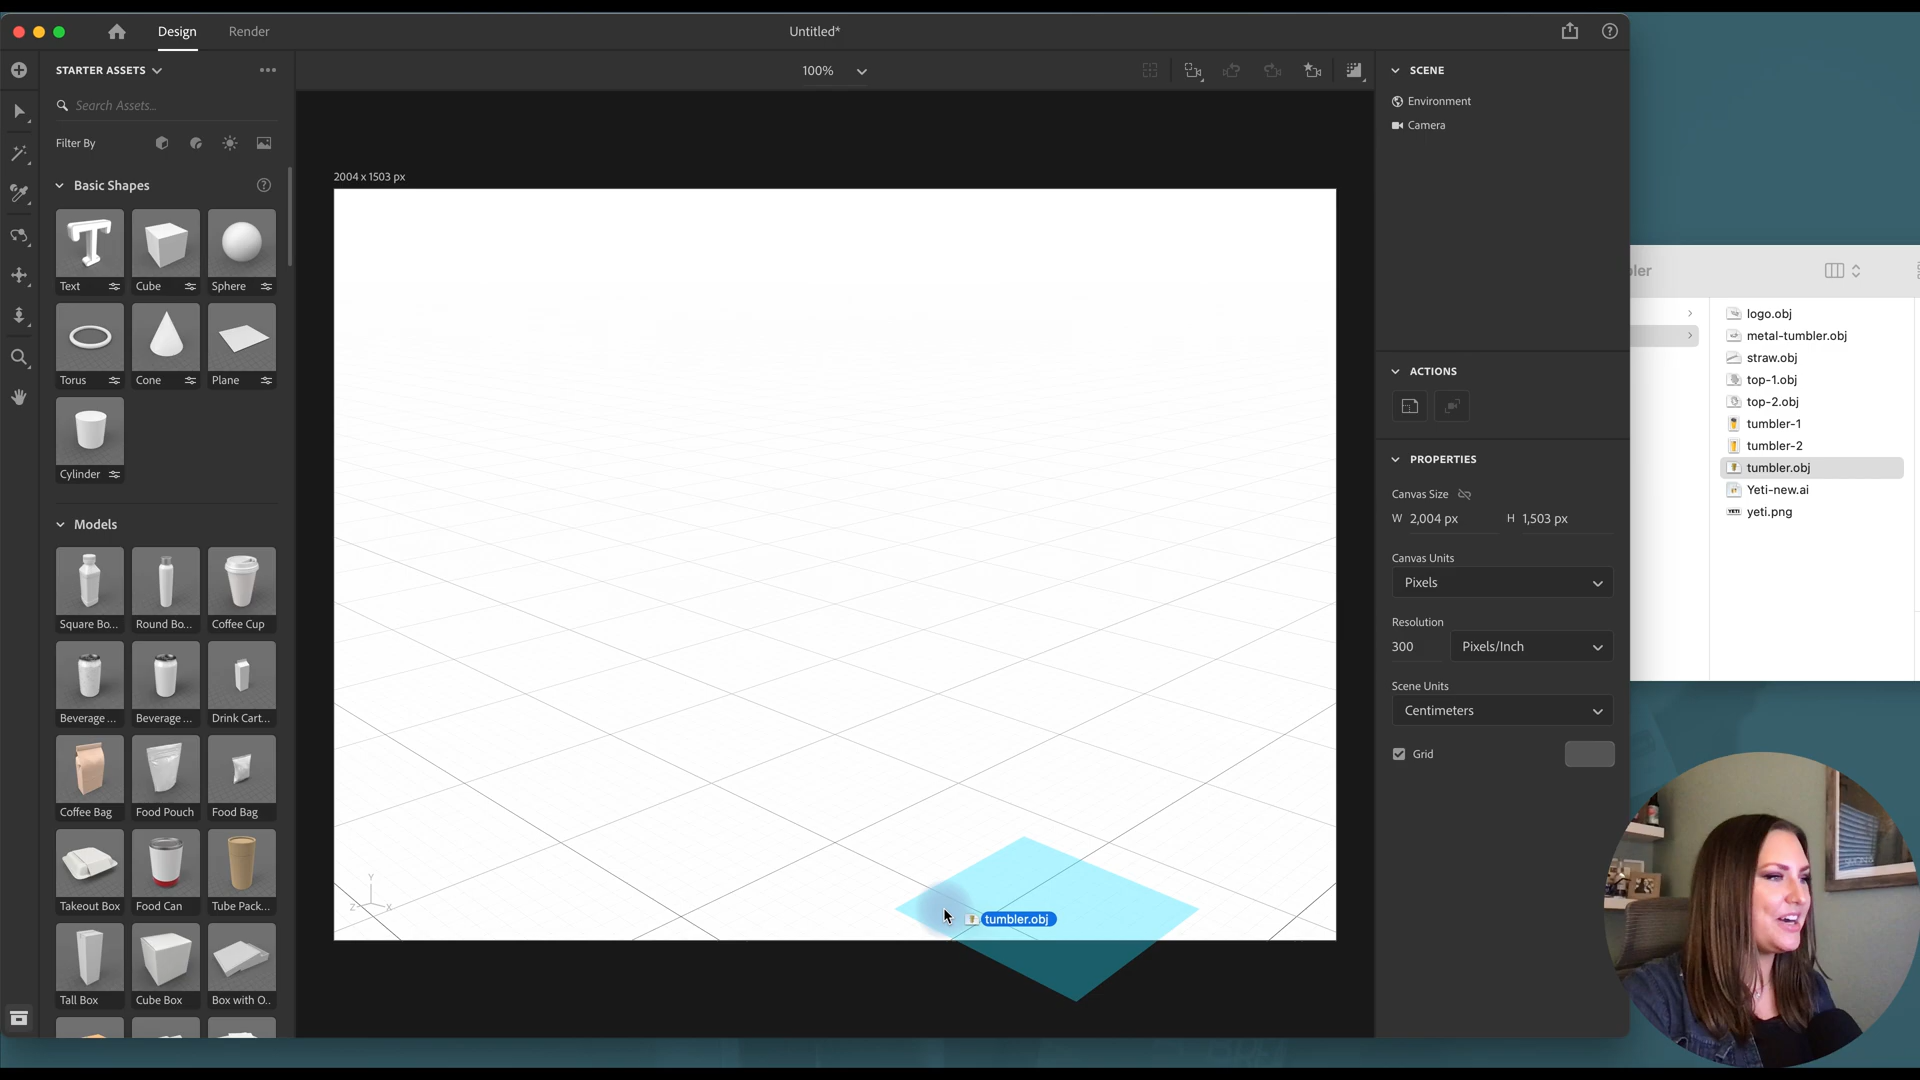 Design
Render
Untitled*
STARTER ASSETS
100%
Search Assets...
Filter By
Basic Shapes
Text
Cube
Sphere
Torus
Cone
Plane
Cylinder
Models
Square Bo...
Round Bo...
Coffee Cup
Beverage ...
Beverage ...
Drink Cart...
Coffee Bag
Food Pouch
Food Bag
Takeout Box
Food Can
Tube Pack...
Tall Box
Cube Box
Box with O..
2004 x 1503 px
Y
Z
X
tumbler.obj
SCENE
Environment
Camera
ACTIONS
PROPERTIES
Canvas Size
W 2,004 px
H 1,503 px
Canvas Units
Pixels
Resolution
300
Pixels/Inch
Scene Units
Centimeters
Grid
bler
logo.obj
metal-tumbler.obj
straw.obj
top-1.obj
top-2.obj
tumbler-1
tumbler-2
tumbler.obj
Yeti-new.ai
yeti.png